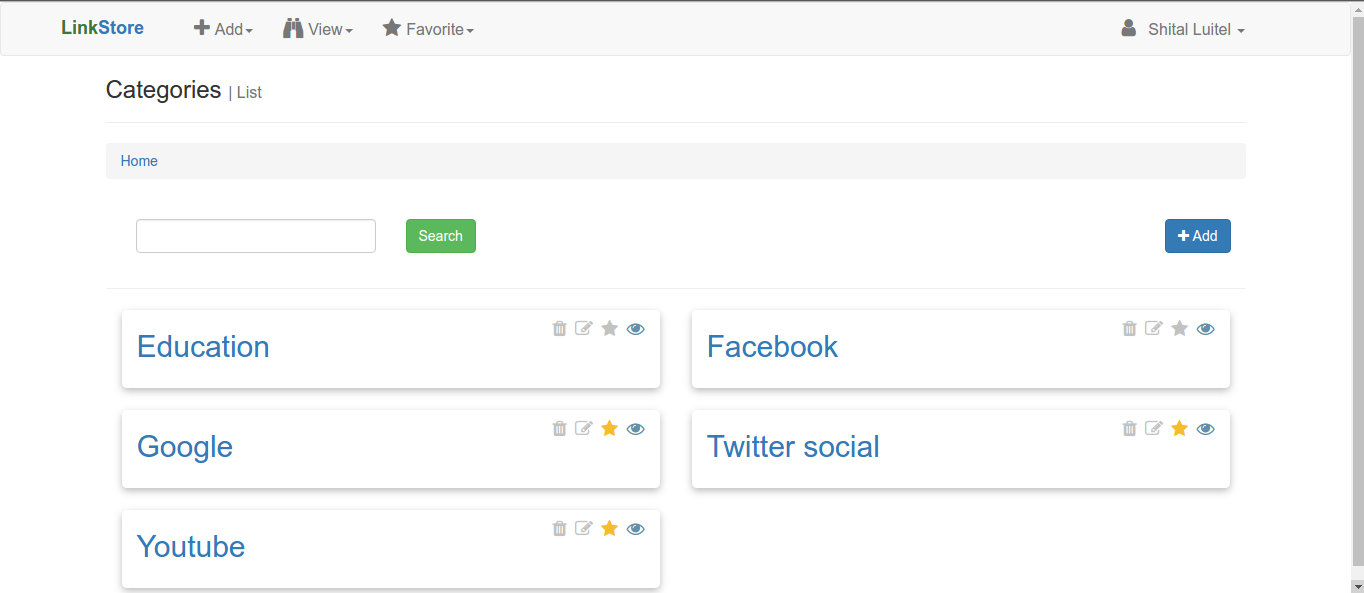 LinkStore Add View Favorite Shital Luitel
Categories | List
Home
Search Add
Education Facebook
Google Twitter social
Youtube